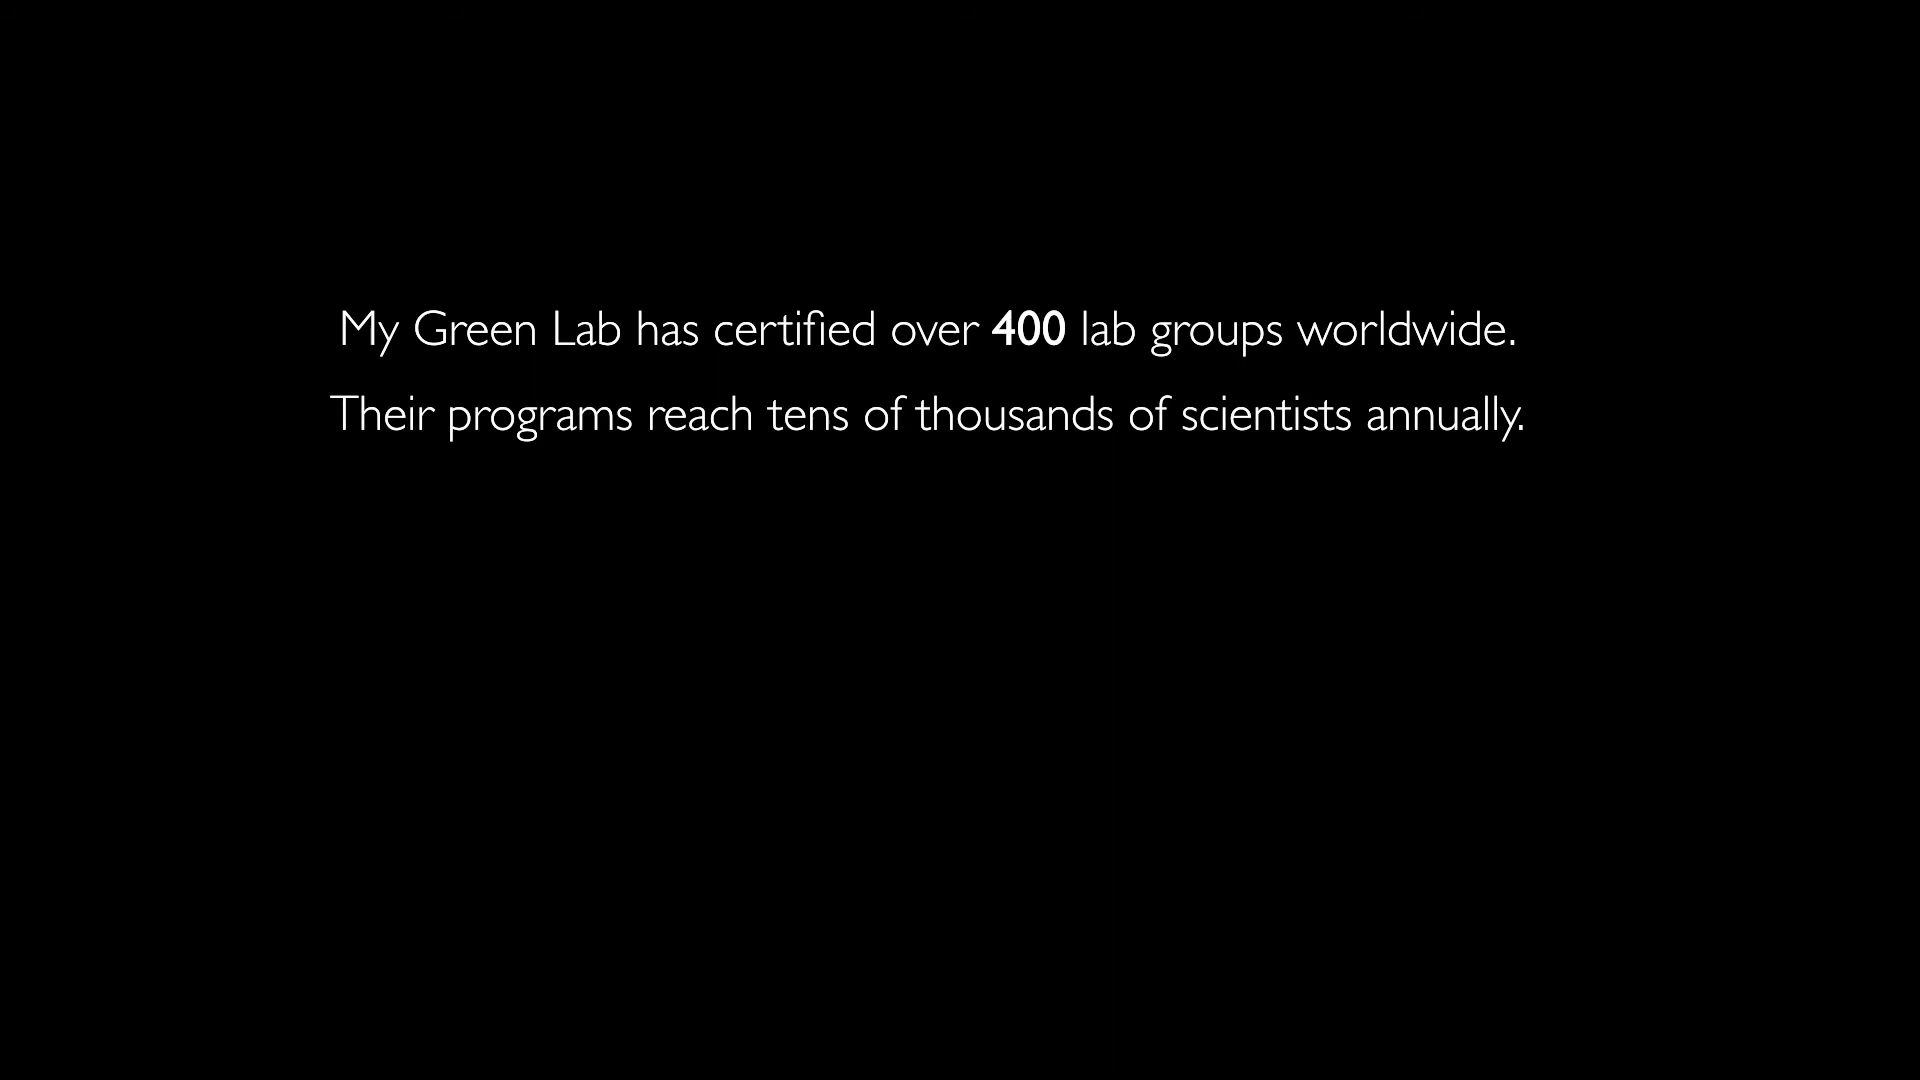 My Green Lab has certified over 400 lab groups worldwide.
Their programs reach tens of thousands of scientists annually.